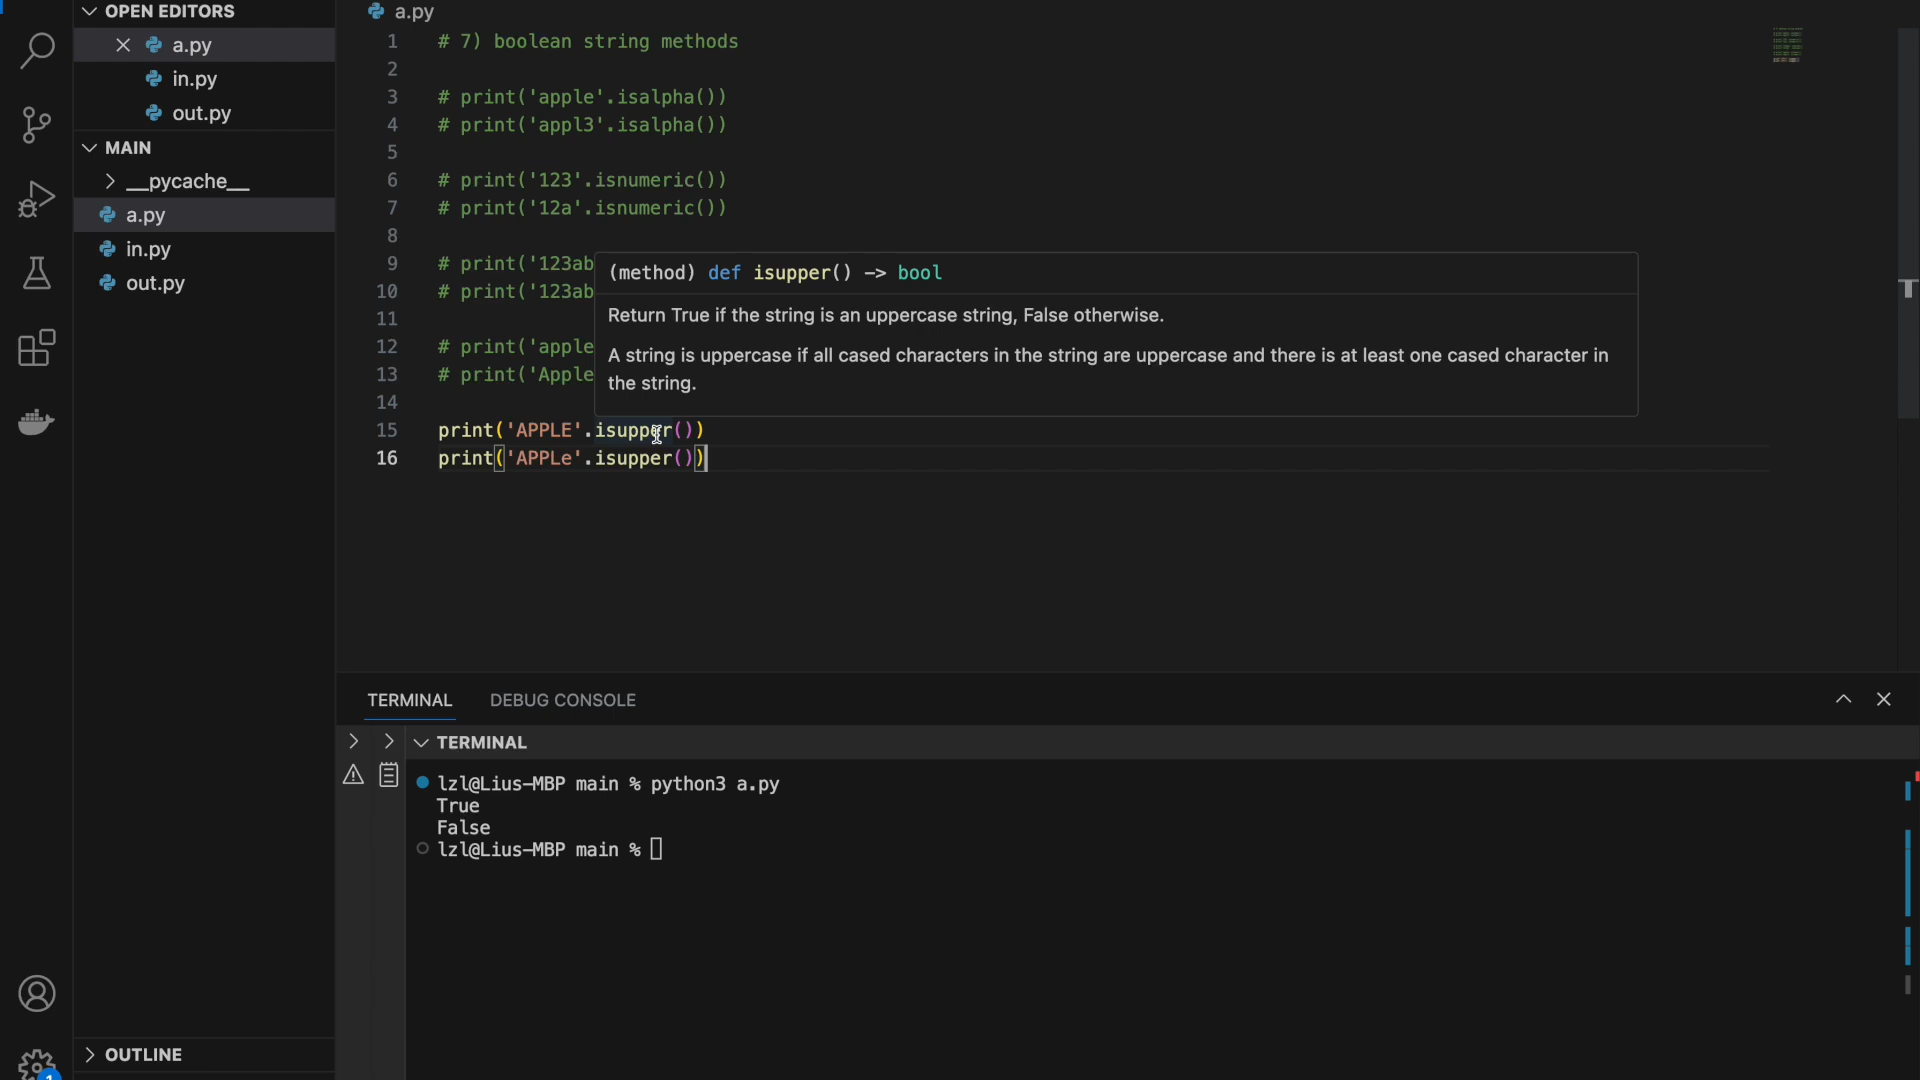 OPEN EDITORS
a.py
in.py
out.py
MAIN
__pycache__
a.py
in.py
out.py
OUTLINE
1
a.py
1 # 7) boolean string methods
2
3 # print('apple'.isalpha())
4 # print('appl3'.isalpha())
5
6 # print('123'.isnumeric())
7 # print('12a'.isnumeric())
8
9 # print('123ab
10 # print('123ab
11
12 # print('apple
13 # print('Apple
14
15 print('APPLE'.isupper())
16 print('APPLe'.isupper())
(method) def isupper() -> bool
Return True if the string is an uppercase string, False otherwise.
A string is uppercase if all cased characters in the string are uppercase and there is at least one cased character in
the string.
TERMINAL DEBUG CONSOLE
TERMINAL
lzl@Lius-MBP main % python3 a.py
True
False
lzl@Lius-MBP main %